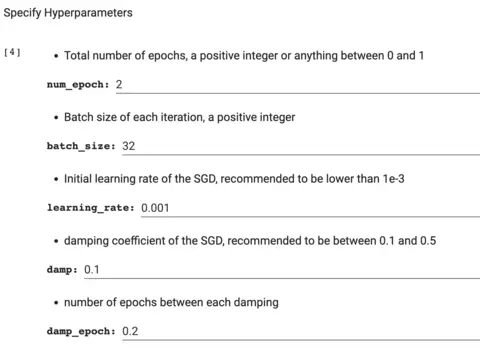 Specify Hyperparameters
[4]
• Total number of epochs, a positive integer or anything between 0 and 1
num_epoch: 2
• Batch size of each iteration, a positive integer
batch_size: 32
• Initial learning rate of the SGD, recommended to be lower than 1e-3
learning_rate: 0.001
• damping coefficient of the SGD, recommended to be between 0.1 and 0.5
damp: 0.1
• number of epochs between each damping
damp_epoch: 0.2